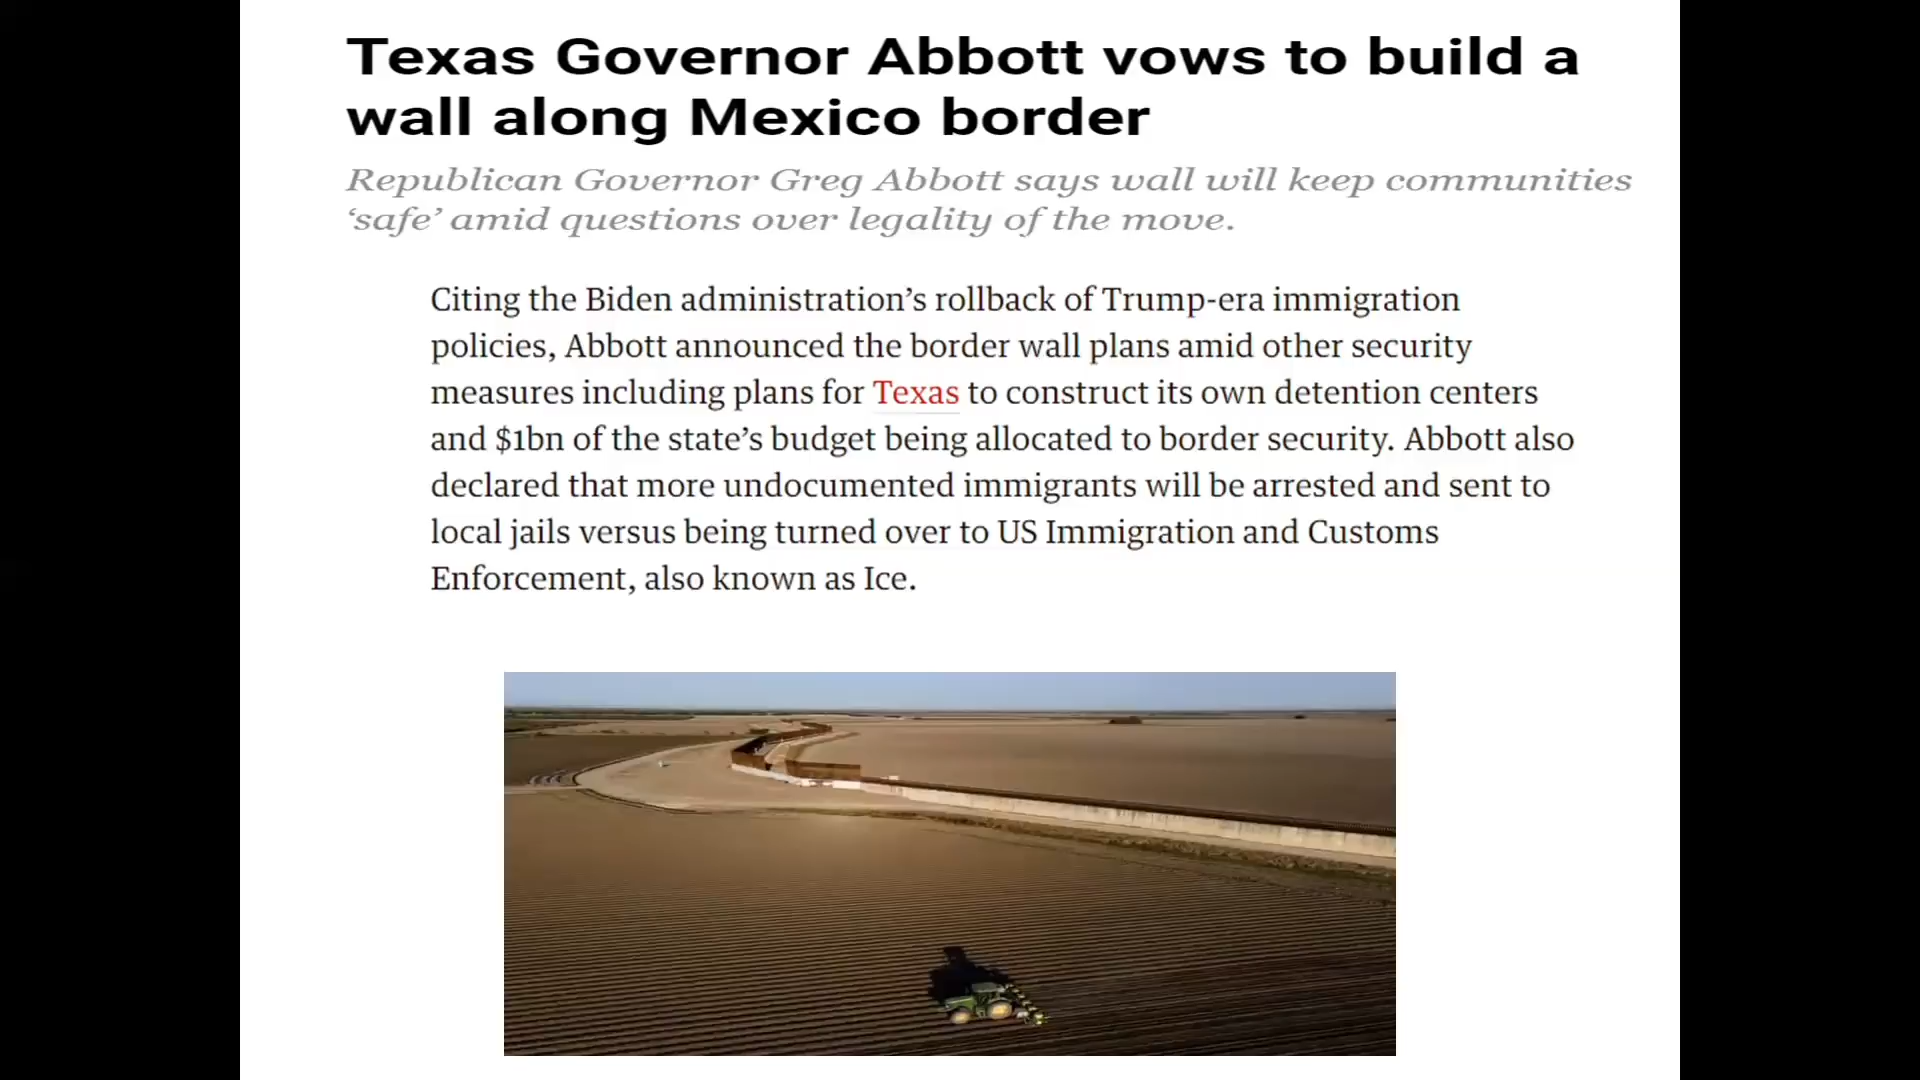 Texas Governor Abbott vows to build a
wall along Mexico border
Republican Governor Greg Abbott says wall will keep communities
‘safe’ amid questions over legality of the move.
Citing the Biden administration’s rollback of Trump-era immigration
policies, Abbott announced the border wall plans amid other security
measures including plans for Texas to construct its own detention centers
and $1bn of the state’s budget being allocated to border security. Abbott also
declared that more undocumented immigrants will be arrested and sent to
local jails versus being turned over to US Immigration and Customs
Enforcement, also known as Ice.